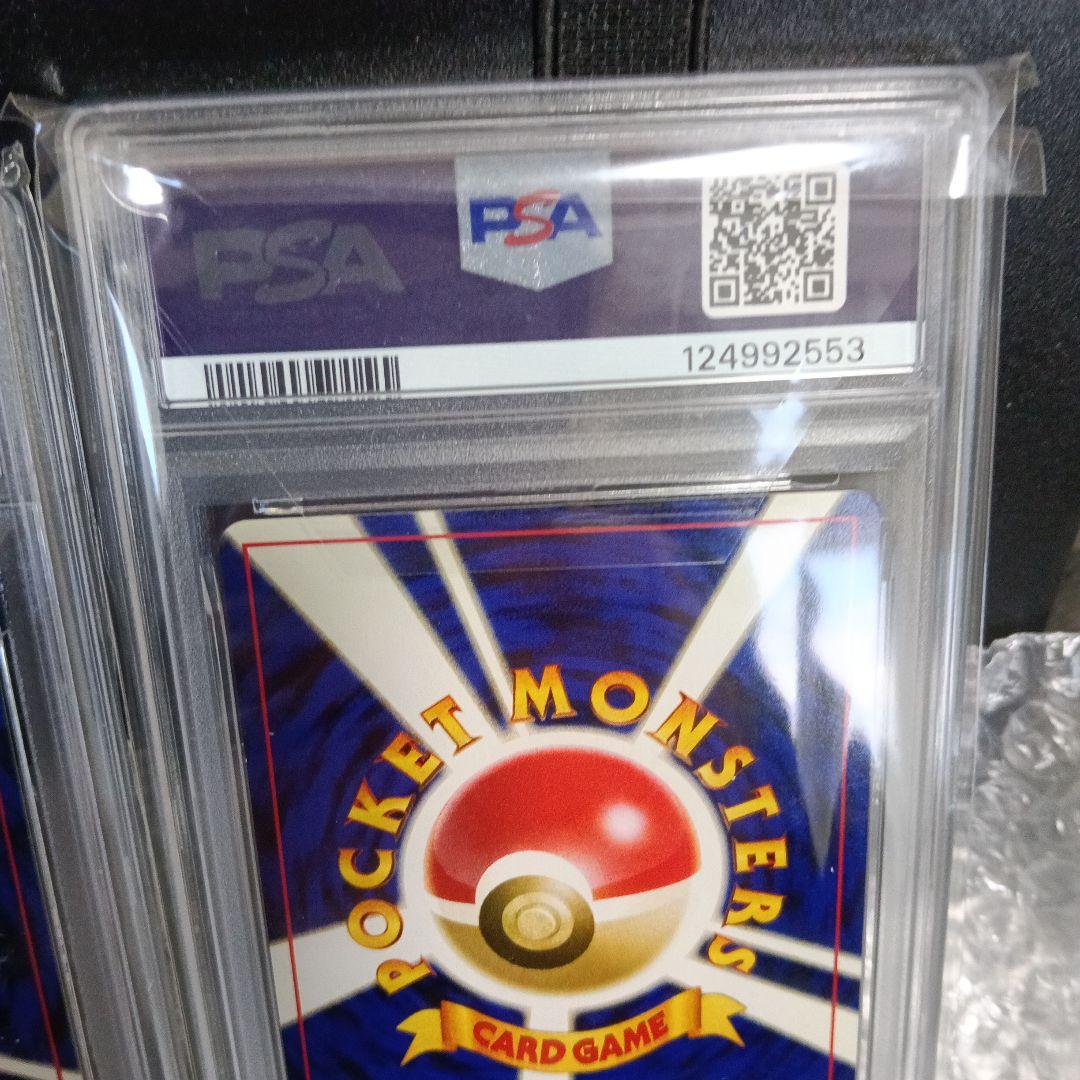 PSA
PSA
124992553
POCKET MONSTERS
CARD GAME